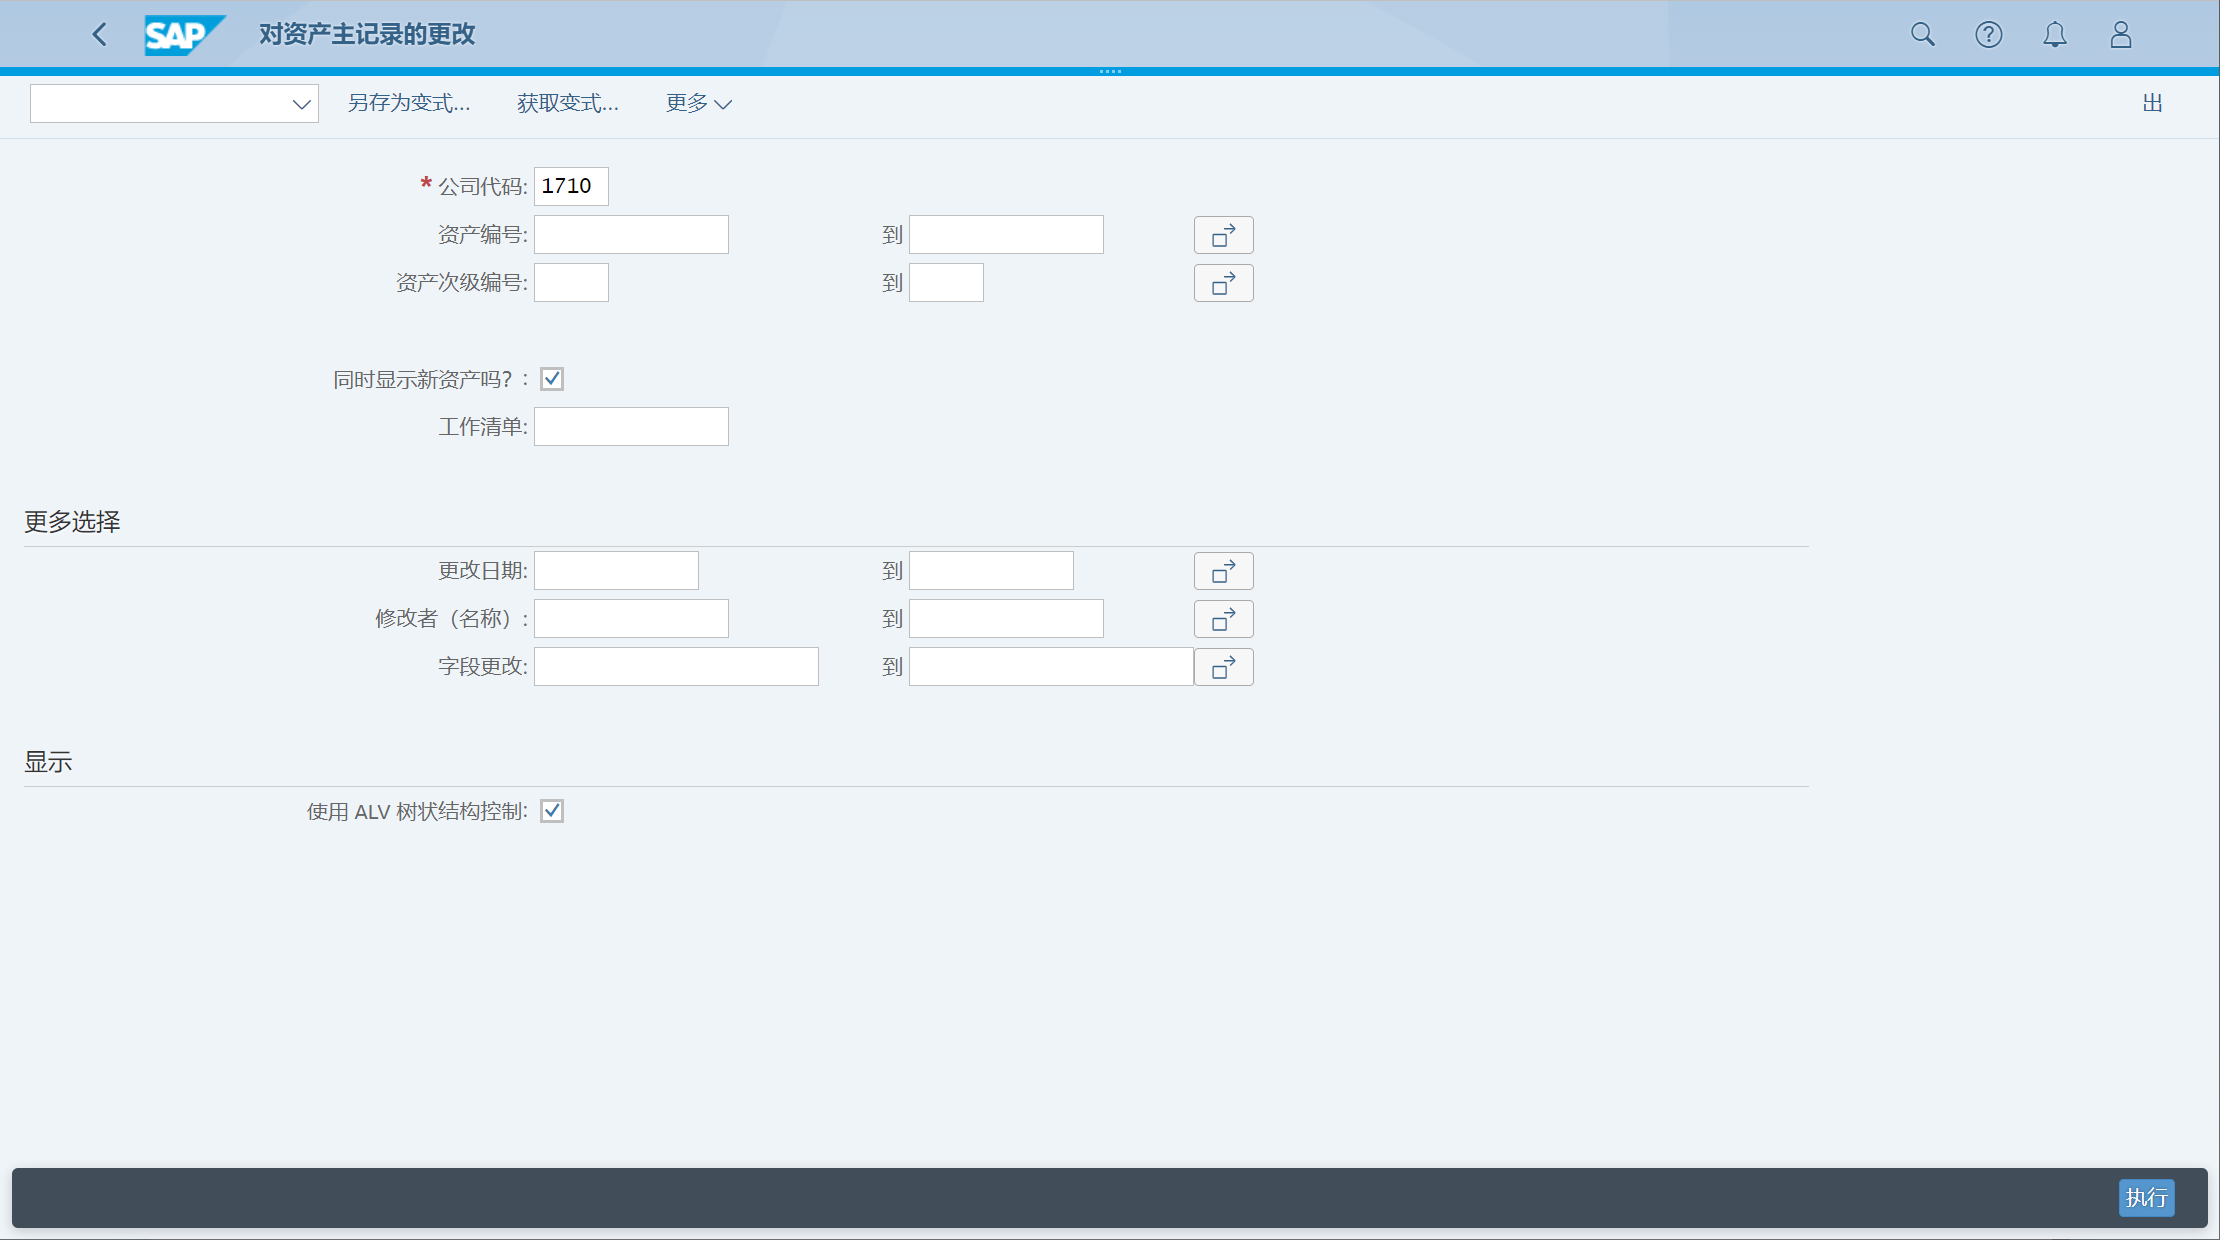 SAP 对资产主记录的更改
另存为变式... 获取变式... 更多 出
* 公司代码: 1710
资产编号: 到
资产次级编号: 到
同时显示新资产吗？:
工作清单:
更多选择
更改日期: 到
修改者（名称）: 到
字段更改: 到
显示
使用 ALV 树状结构控制:
执行